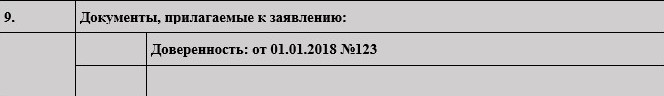 9. Документы, прилагаемые к заявлению:
Доверенность: от 01.01.2018 №123